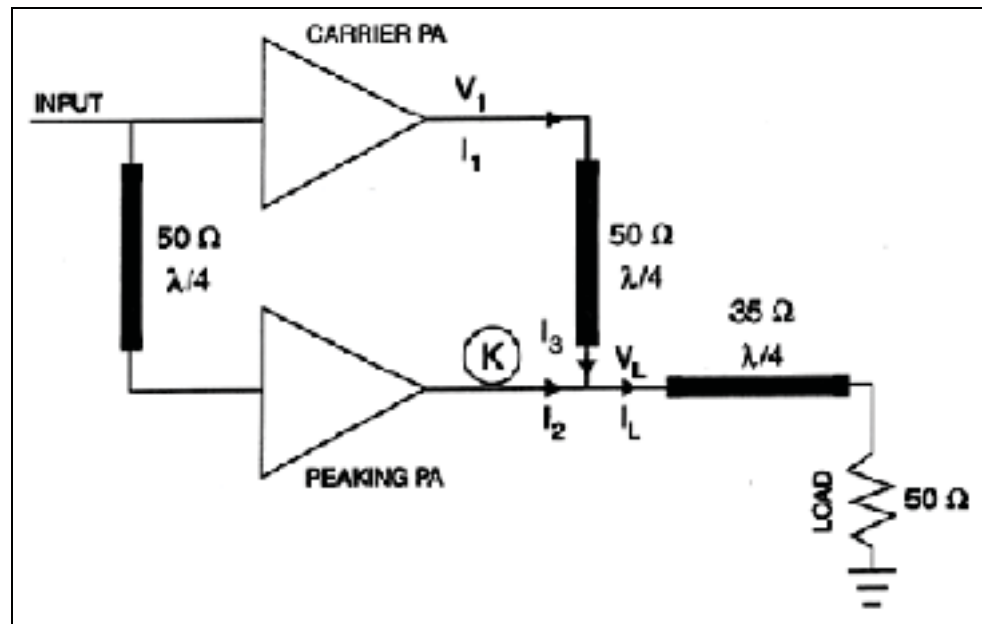 CARRIER PA
INPUT
V1
I1
50 Ω
λ/4
50 Ω
λ/4
35 Ω
λ/4
I3
K
VL
I2
IL
PEAKING PA
LOAD
50 Ω